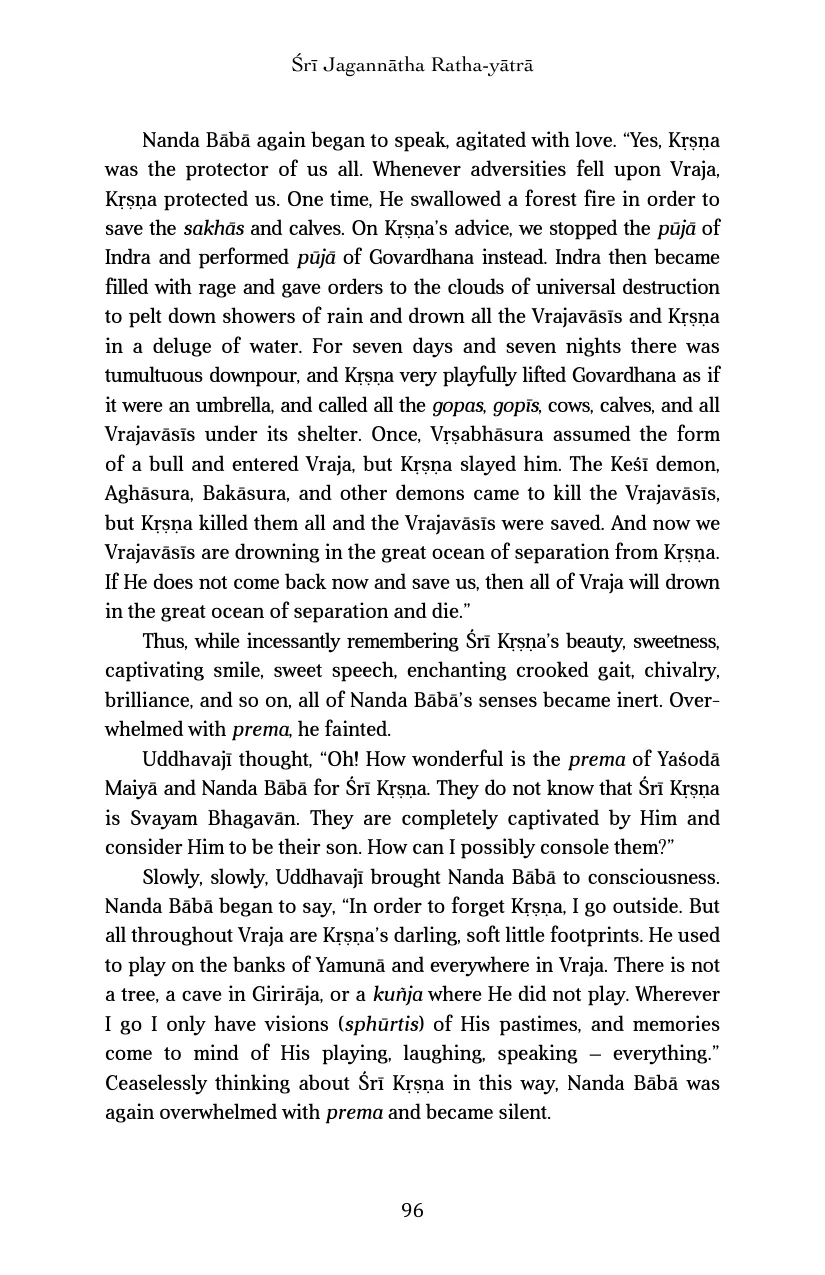 Śrī Jagannātha Ratha-yātrā
Nanda Bābā again began to speak, agitated with love. “Yes, Kṛṣṇa
was the protector of us all. Whenever adversities fell upon Vraja,
Kṛṣṇa protected us. One time, He swallowed a forest fire in order to
save the sakhās and calves. On Kṛṣṇa’s advice, we stopped the pūjā of
Indra and performed pūjā of Govardhana instead. Indra then became
filled with rage and gave orders to the clouds of universal destruction
to pelt down showers of rain and drown all the Vrajavāsīs and Kṛṣṇa
in a deluge of water. For seven days and seven nights there was
tumultuous downpour, and Kṛṣṇa very playfully lifted Govardhana as if
it were an umbrella, and called all the gopas, gopīs, cows, calves, and all
Vrajavāsīs under its shelter. Once, Vṛṣabhāsura assumed the form
of a bull and entered Vraja, but Kṛṣṇa slayed him. The Keśī demon,
Aghāsura, Bakāsura, and other demons came to kill the Vrajavāsīs,
but Kṛṣṇa killed them all and the Vrajavāsīs were saved. And now we
Vrajavāsīs are drowning in the great ocean of separation from Kṛṣṇa.
If He does not come back now and save us, then all of Vraja will drown
in the great ocean of separation and die.”
Thus, while incessantly remembering Śrī Kṛṣṇa’s beauty, sweetness,
captivating smile, sweet speech, enchanting crooked gait, chivalry,
brilliance, and so on, all of Nanda Bābā’s senses became inert. Over-
whelmed with prema, he fainted.
Uddhavajī thought, “Oh! How wonderful is the prema of Yaśodā
Maiyā and Nanda Bābā for Śrī Kṛṣṇa. They do not know that Śrī Kṛṣṇa
is Svayam Bhagavān. They are completely captivated by Him and
consider Him to be their son. How can I possibly console them?”
Slowly, slowly, Uddhavajī brought Nanda Bābā to consciousness.
Nanda Bābā began to say, “In order to forget Kṛṣṇa, I go outside. But
all throughout Vraja are Kṛṣṇa’s darling, soft little footprints. He used
to play on the banks of Yamunā and everywhere in Vraja. There is not
a tree, a cave in Girirāja, or a kuñja where He did not play. Wherever
I go I only have visions (sphūrtis) of His pastimes, and memories
come to mind of His playing, laughing, speaking – everything.”
Ceaselessly thinking about Śrī Kṛṣṇa in this way, Nanda Bābā was
again overwhelmed with prema and became silent.
96